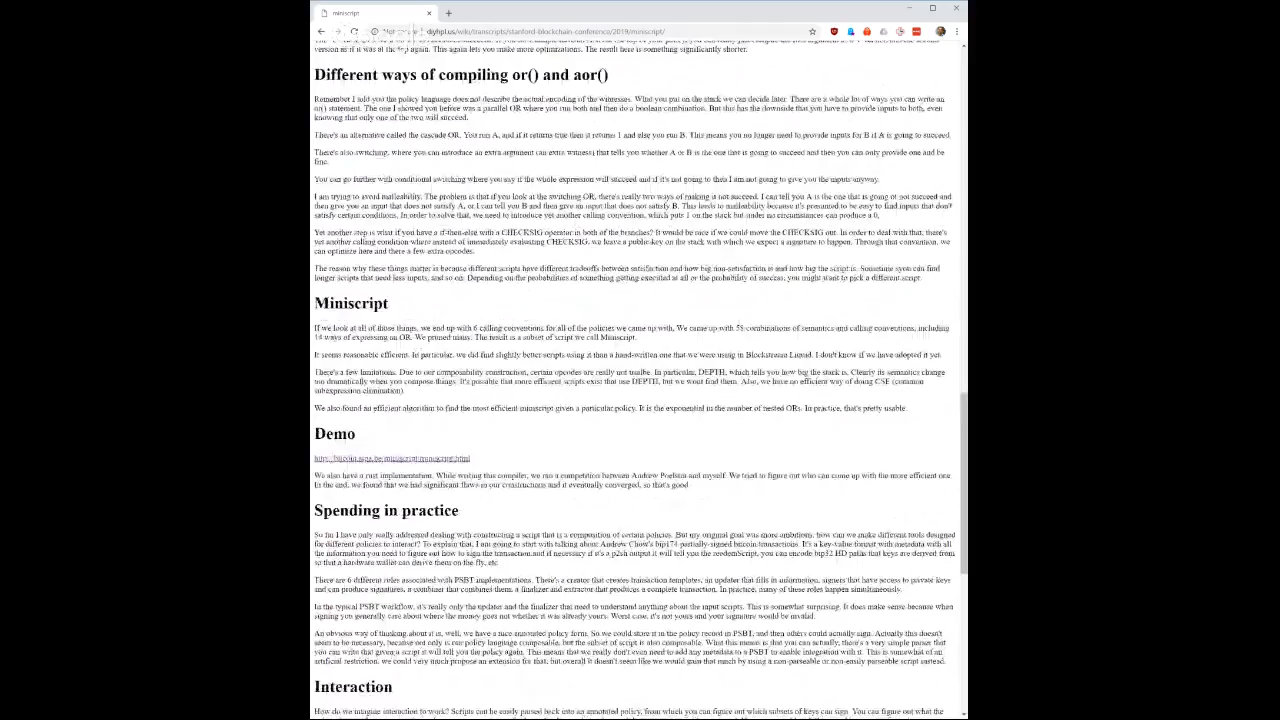 miniscript
diyhpl.us/wiki/transcripts/stanford-blockchain-conference/2019/miniscript/
version as if it was at the top again. This again lets you make more optimizations. The result here is something significantly shorter.
Different ways of compiling or() and aor()
Remember I told you the policy language does not describe the actual encoding of the witnesses. What you put on the stack we can decide later. There are a whole lot of ways you can write an
or() statement. The one I showed you before was a parallel OR where you run both and then do a boolean combination. But this has the downside that you have to provide inputs to both, even
knowing that only one of the two will succeed.
There's an alternative called the cascade OR. You run A, and if it returns true then it returns 1 and else you run B. This means you no longer need to provide inputs for B if A is going to succeed.
There's also switching, where you can introduce an extra argument (an extra witness) that tells you whether A or B is the one that is going to succeed and then you can only provide one and be
fine.
You can go further with conditional switching where you say if the whole expression will succeed and if it's not going to then I am not going to give you the inputs anyway.
I am trying to avoid malleability. The problem is that if you look at the switching OR, there's really two ways of making is not succeed. I can tell you A is the one that is going ot not succeed and
then give you an input that does not satisfy A, or I can tell you B and then give an input that does not satisfy B. This leads to malleability because it's presumed to be easy to find inputs that don't
satisfy certain conditions. In order to solve that, we need to introduce yet another calling convention, which puts 1 on the stack but under no circumstances can produce a 0.
Yet another step is what if you have a if-then-else with a CHECKSIG operator in both of the branches? It would be nice if we could move the CHECKSIG out. In order to deal with that, there's
yet another calling condition where instead of immediately evaluating CHECKSIG, we leave a public key on the stack with which we expect a signature to happen. Through that convention, we
can optimize here and there a few extra opcodes.
The reason why these things matter is because different scripts have different tradeoffs between satisfaction and how big non-satisfaction is and how big the script is. Sometime syou can find
longer scripts that need less inputs, and so on. Depending on the probabilities of something getting executed at all or the probability of success, you might want to pick a different script.
Miniscript
If we look at all of those things, we end up with 6 calling conventions for all of the policies we came up with. We came up with 58 combinations of semantics and calling conventions, including
14 ways of expressing an OR. We pruned many. The result is a subset of script we call Miniscript.
It seems reasonable efficient. In particular, we did find slightly better scripts using it than a hand-written one that we were using in Blockstream Liquid. I don't know if we have adopted it yet.
There's a few limitations. Due to our composability construction, certain opcodes are really not usalbe. In particular, DEPTH, which tells you how big the stack is. Clearly its semantics change
too dramatically when you compose things. It's possible that more efficient scripts exist that use DEPTH, but we wont find them. Also, we have no efficient way of doing CSE (common
subexpression elimination).
We also found an efficient algorithm to find the most efficient miniscript given a particular policy. It is the exponential in the number of nested ORs. In practice, that's pretty usable.
Demo
http://bitcoin.sipa.be/miniscript/miniscript.html
We also have a rust implementation. While writing this compiler, we ran a competition between Andrew Poelstra and myself. We tried to figure out who can come up with the more efficient one.
In the end, we found that we had significant flaws in our constructions and it eventually converged, so that's good
Spending in practice
So far I have only really addressed dealing with constructing a script that is a composition of certain policies. But my original goal was more ambitious. how can we make different tools designed
for different policies to interact? To explain that, I am going to start with talking about Andrew Chow's bip174 partially-signed bitcoin transactions. It's a key-value format with metadata with all
the information you need to figure out how to sign the transaction and if necessary if it's a p2sh output it will tell you the reedemScript, you can encode bip32 HD paths that keys are derived from
so that a hardware wallet can derive them on the fly, etc.
There are 6 different roles associated with PSBT implementations. There's a creator that creates transaction templates, an updater that fills in information, signers that have access to private keys
and can produce signatures, a combiner that combines them, a finalizer and extractor that produces a complete transaction. In practice, many of these roles happen simultaneously.
In the typical PSBT workflow, it's really only the updater and the finalizer that need to understand anything about the input scripts. This is somewhat surprising. It does make sense because when
signing you generally care about where the money goes not whether it was already yours. Worst case, it's not yours and your signature would be invalid.
An obvious way of thinking about it is, well, we have a nice annotated policy form. So we could store it in the policy record in PSBT, and then others could actually sign. Actually this doesn't
seem to be necessary, because not only is our policy language composable, but the subset of script is also composable. What this means is that you can actually, there's a very simple parser that
you can write that given a script it will tell you the policy again. This means that we really don't even need to add any metadata to a PSBT to enable integration with it. This is somewhat of an
artificial restriction, we could very much propose an extension for that, but overall it doesn't seem like we would gain that much by using a non-parseable or non-easily parseable script instead.
Interaction
How do we imagine interaction to work? Scripts can be easily parsed back into an annotated policy, from which you can figure out which subsets of keys can sign. You can figure out what the